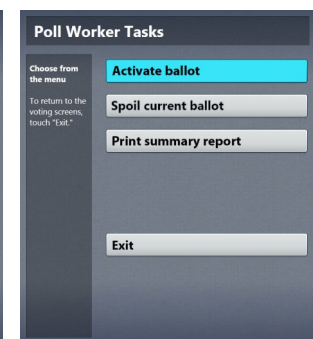 Poll Worker Tasks
Choose from
the menu
To return to the
voting screens,
touch "Exit."
Activate ballot
Spoil current ballot
Print summary report
Exit